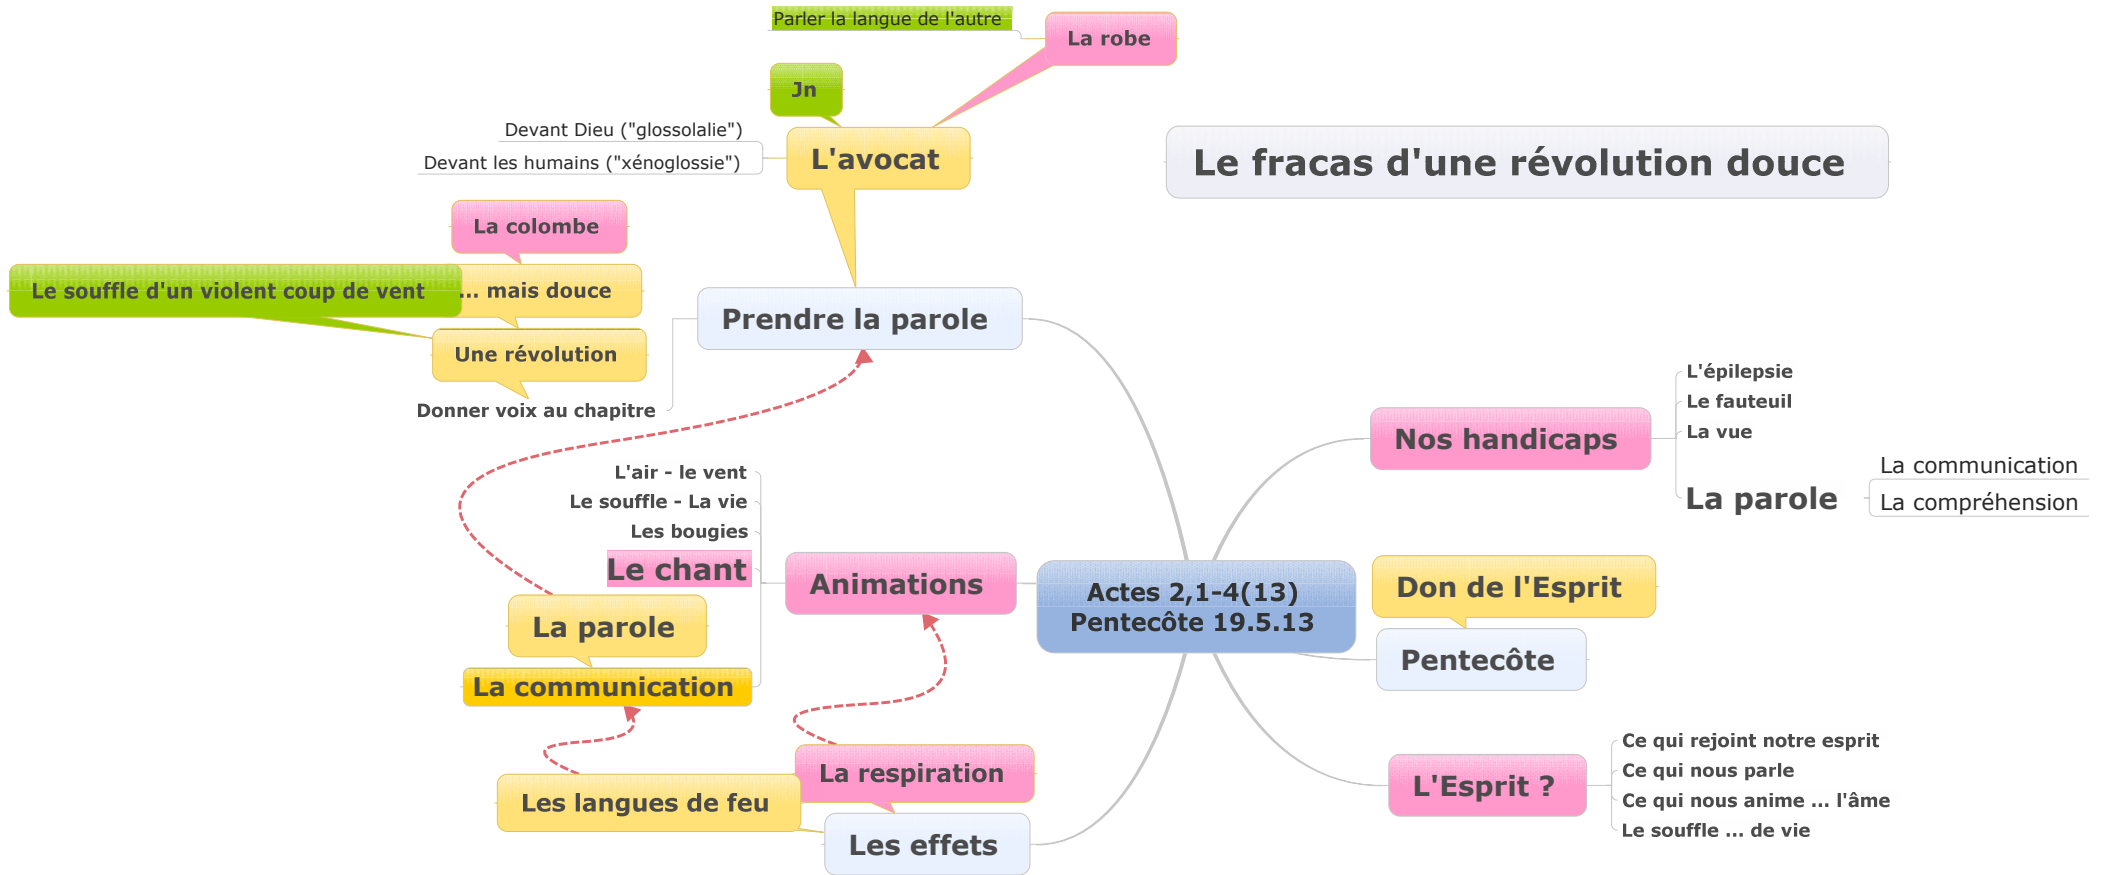 Parler la langue de l'autre
La robe
Jn
Devant Dieu ("glossolalie")
Devant les humains ("xénoglossie")
L'avocat
Le fracas d'une révolution douce
La colombe
Le souffle d'un violent coup de vent
... mais douce
Une révolution
Prendre la parole
Donner voix au chapitre
L'épilepsie
Le fauteuil
La vue
Nos handicaps
La parole
La communication
La compréhension
L'air - le vent
Le souffle - La vie
Les bougies
Le chant
Animations
La parole
La communication
Actes 2,1-4(13)
Pentecôte 19.5.13
Don de l'Esprit
Pentecôte
La respiration
Les langues de feu
Les effets
L'Esprit ?
Ce qui rejoint notre esprit
Ce qui nous parle
Ce qui nous anime ... l'âme
Le souffle ... de vie